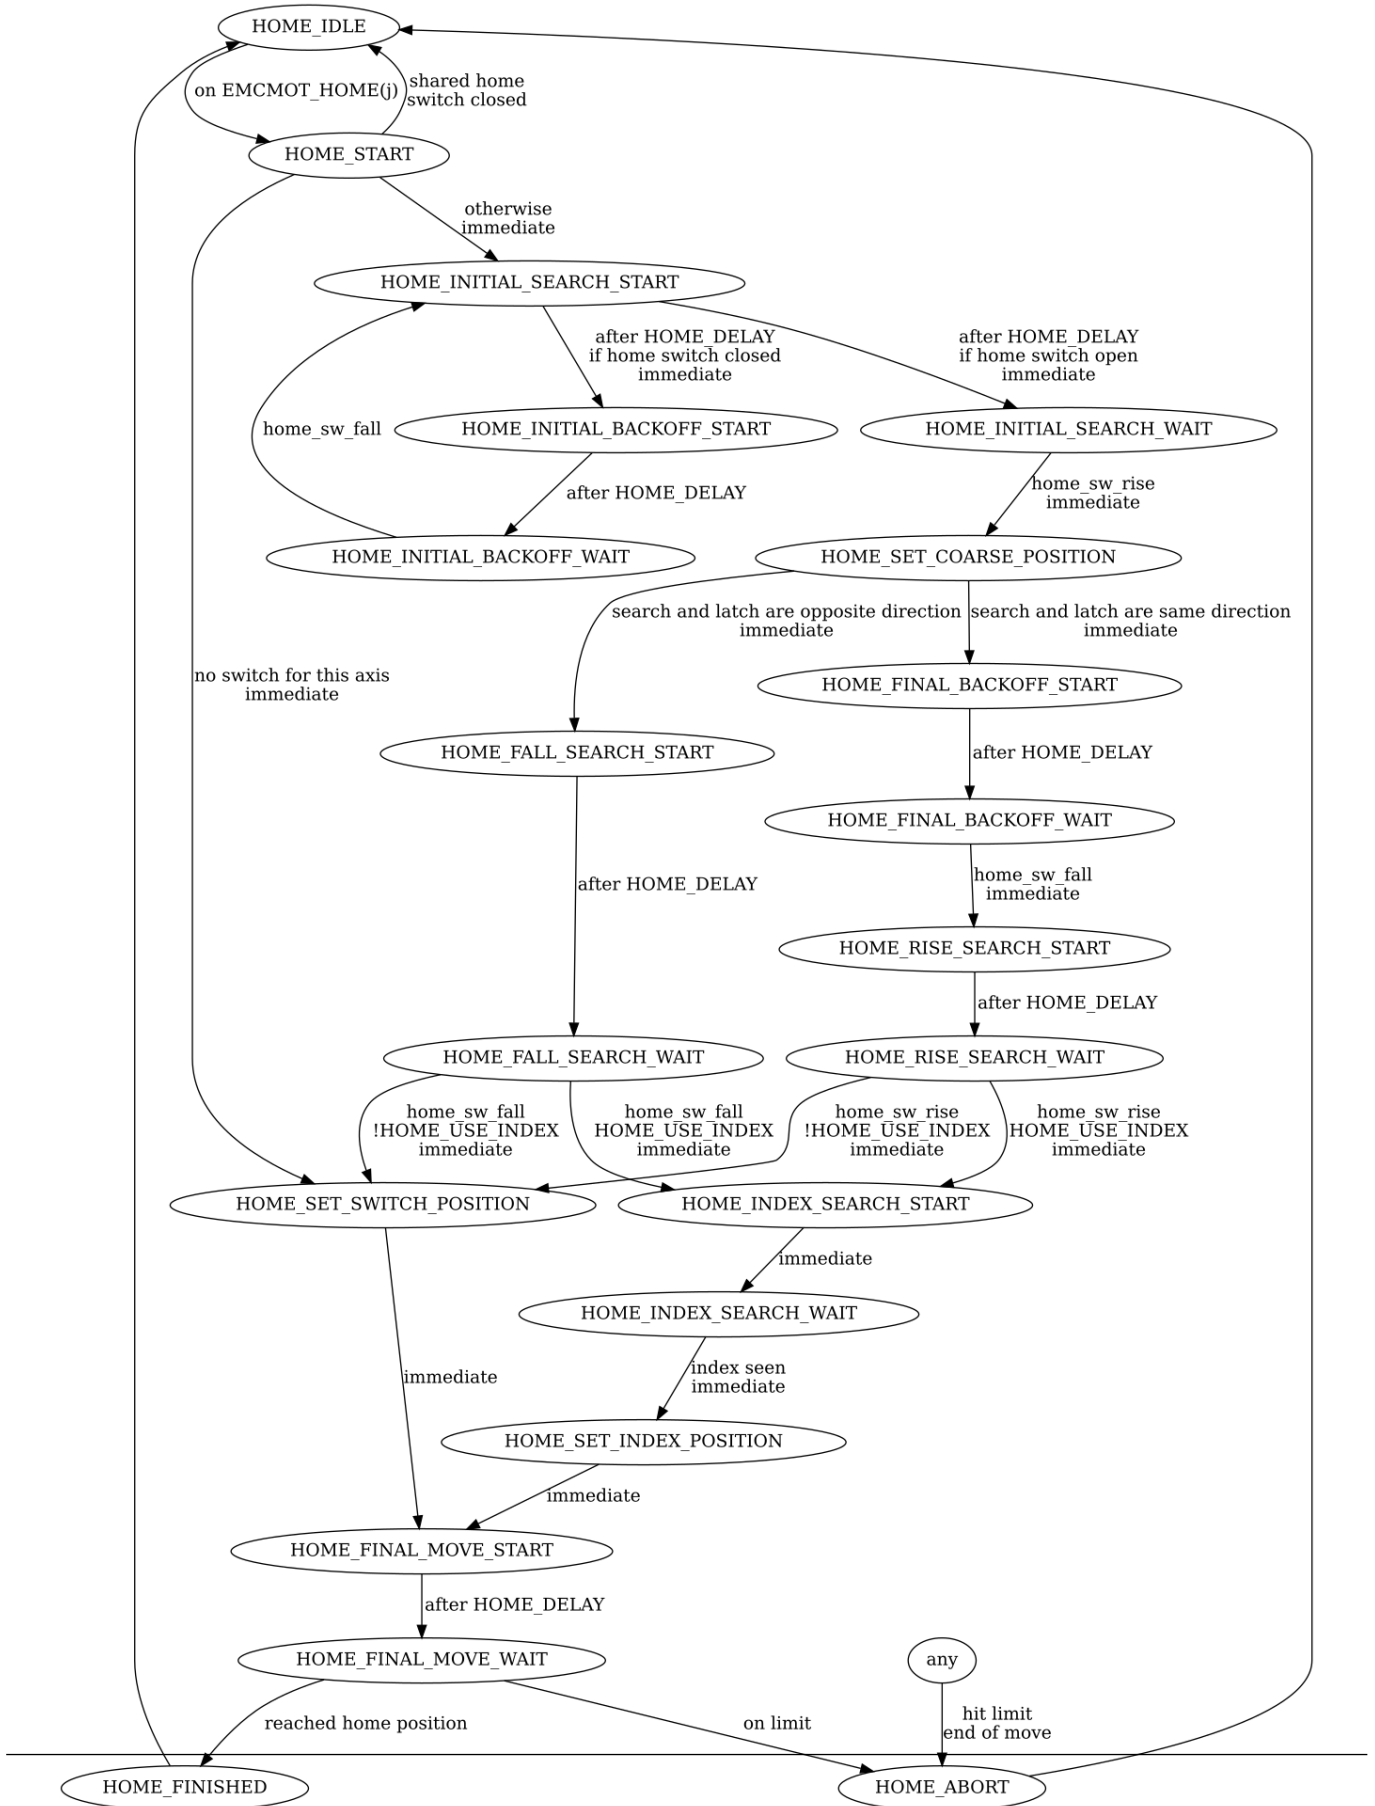 HOME_IDLE
on EMCMOT_HOME(j)
shared home
switch closed
HOME_START
otherwise
immediate
HOME_INITIAL_SEARCH_START
after HOME_DELAY
if home switch closed
immediate
after HOME_DELAY
if home switch open
immediate
home_sw_fall
HOME_INITIAL_BACKOFF_START
HOME_INITIAL_SEARCH_WAIT
after HOME_DELAY
home_sw_rise
immediate
HOME_INITIAL_BACKOFF_WAIT
HOME_SET_COARSE_POSITION
search and latch are opposite direction
immediate
search and latch are same direction
immediate
no switch for this axis
immediate
HOME_FINAL_BACKOFF_START
HOME_FALL_SEARCH_START
after HOME_DELAY
HOME_FINAL_BACKOFF_WAIT
after HOME_DELAY
home_sw_fall
immediate
HOME_RISE_SEARCH_START
after HOME_DELAY
HOME_FALL_SEARCH_WAIT
HOME_RISE_SEARCH_WAIT
home_sw_fall
!HOME_USE_INDEX
immediate
home_sw_fall
HOME_USE_INDEX
immediate
home_sw_rise
!HOME_USE_INDEX
immediate
home_sw_rise
HOME_USE_INDEX
immediate
HOME_SET_SWITCH_POSITION
HOME_INDEX_SEARCH_START
immediate
HOME_INDEX_SEARCH_WAIT
immediate
index seen
immediate
HOME_SET_INDEX_POSITION
immediate
HOME_FINAL_MOVE_START
after HOME_DELAY
HOME_FINAL_MOVE_WAIT
any
reached home position
on limit
hit limit
end of move
HOME_FINISHED
HOME_ABORT